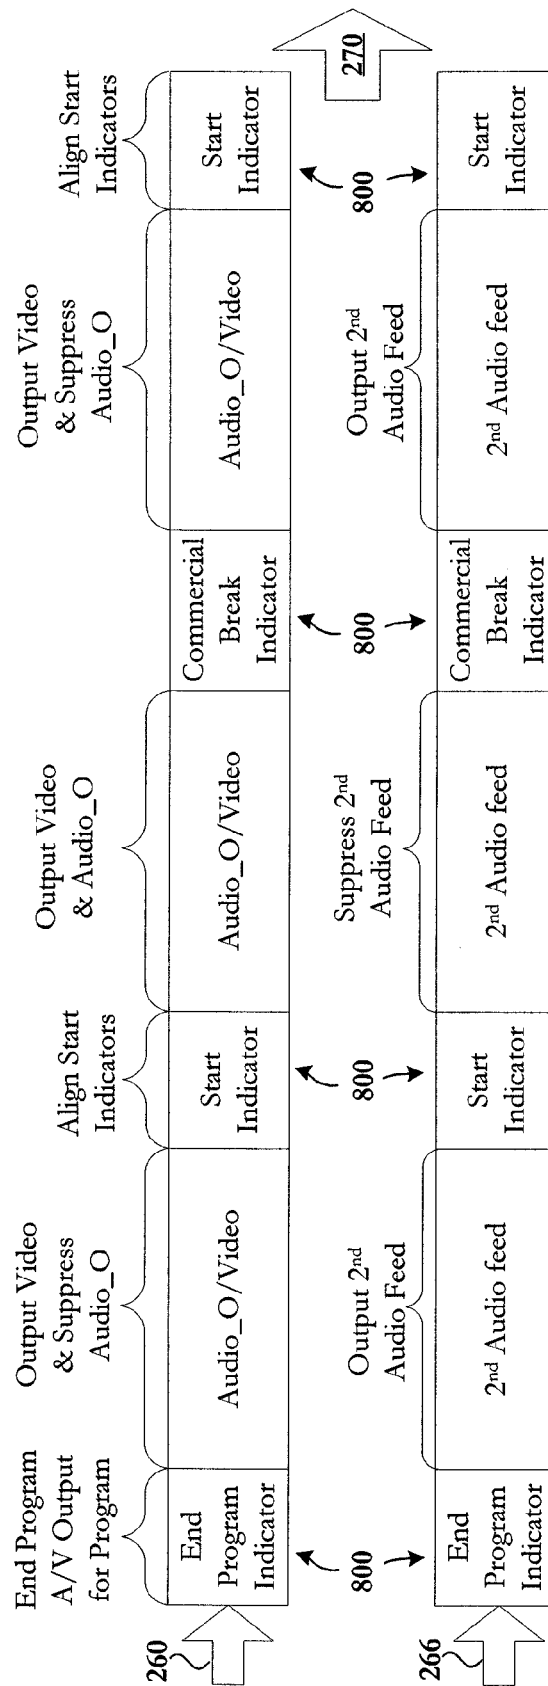 End Program
A/V Output
for Program
Output Video
& Suppress
Audio_O
Align Start
Indicators
Output Video
& Audio_O
Output Video
& Suppress
Audio_O
Align Start
Indicators
260
End
Program
Indicator
Audio_O/Video
Start
Indicator
Audio_O/Video
Commercial
Break
Indicator
Audio_O/Video
Start
Indicator
270
800
800
800
800
Output 2nd
Audio Feed
Suppress 2nd
Audio Feed
Output 2nd
Audio Feed
266
End
Program
Indicator
2nd Audio feed
Start
Indicator
2nd Audio feed
Commercial
Break
Indicator
2nd Audio feed
Start
Indicator